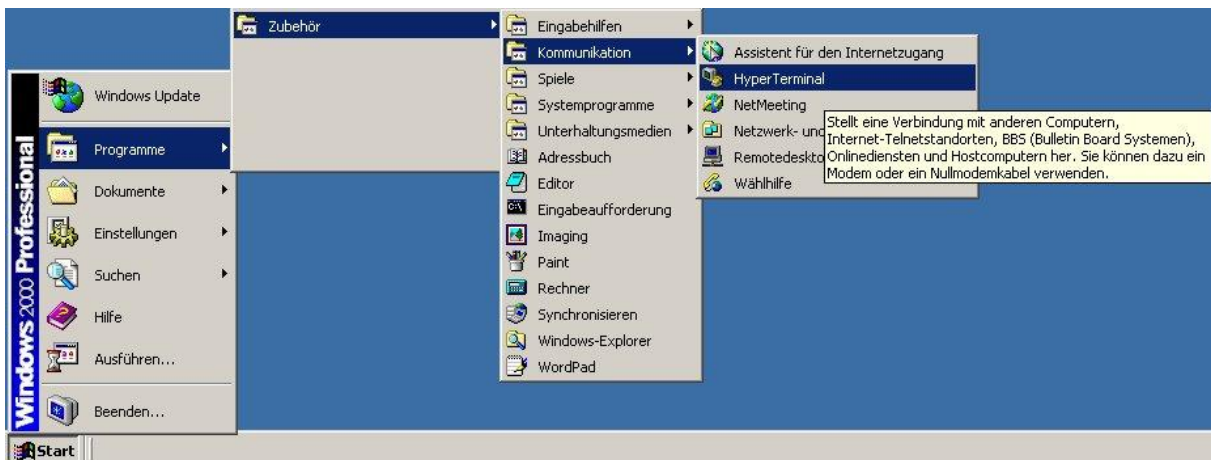 Windows 2000 Professional
Windows Update
Programme
Dokumente
Einstellungen
Suchen
Hilfe
Ausführen...
Beenden...
Start
Zubehör
Eingabehilfen
Kommunikation
Spiele
Systemprogramme
Unterhaltungsmedien
Adressbuch
Editor
Eingabeaufforderung
Imaging
Paint
Rechner
Synchronisieren
Windows-Explorer
WordPad
Assistent für den Internetzugang
HyperTerminal
NetMeeting
Netzwerk- und
Remotedeskto
Wählhilfe
Stellt eine Verbindung mit anderen Computern,
Internet-Telnetstandorten, BBS (Bulletin Board Systemen),
Onlinediensten und Hostcomputern her. Sie können dazu ein
Modem oder ein Nullmodemkabel verwenden.